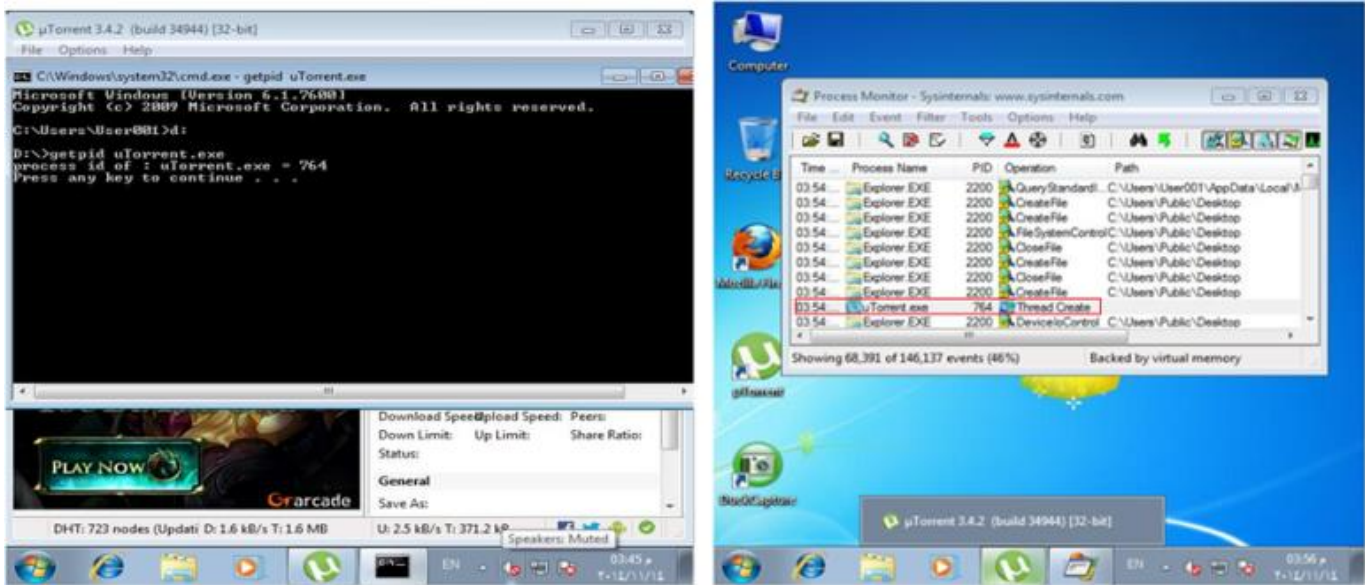 µTorrent 3.4.2 (build 34944) [32-bit]
File Options Help
C:\Windows\system32\cmd.exe - getpid uTorrent.exe
Microsoft Windows [Version 6.1.7600]
Copyright (c) 2009 Microsoft Corporation. All rights reserved.
C:\Users\User001>d:
D:\>getpid uTorrent.exe
process id of : uTorrent.exe = 764
Press any key to continue . . .
Download Speed: Upload Speed: Peers:
Down Limit: Up Limit: Share Ratio:
Status:
General
Save As:
PLAY NOW
arcade
DHT: 723 nodes (Updati D: 1.6 kB/s T: 1.6 MB
U: 2.5 kB/s T: 371.2 kB
Speakers: Muted
EN
03:45 م
٢٠١٤/١١/١٤
Computer
Recycle B
Mozilla Fire
µTorrent
DuckCapture
Process Monitor - Sysinternals: www.sysinternals.com
File Edit Event Filter Tools Options Help
Time ... Process Name PID Operation Path
03:54:... Explorer.EXE 2200 QueryStandardI... C:\Users\User001\AppData\Local\M
03:54:... Explorer.EXE 2200 CreateFile C:\Users\Public\Desktop
03:54:... Explorer.EXE 2200 CreateFile C:\Users\Public\Desktop
03:54:... Explorer.EXE 2200 FileSystemControl C:\Users\Public\Desktop
03:54:... Explorer.EXE 2200 CloseFile C:\Users\Public\Desktop
03:54:... Explorer.EXE 2200 CreateFile C:\Users\Public\Desktop
03:54:... Explorer.EXE 2200 CloseFile C:\Users\Public\Desktop
03:54:... Explorer.EXE 2200 CreateFile C:\Users\Public\Desktop
03:54:... uTorrent.exe 764 Thread Create
03:54:... Explorer.EXE 2200 DeviceIoControl C:\Users\Public\Desktop
Showing 68,391 of 146,137 events (46%) Backed by virtual memory
µTorrent 3.4.2 (build 34944) [32-bit]
EN
03:56 م
٢٠١٤/١١/١٤